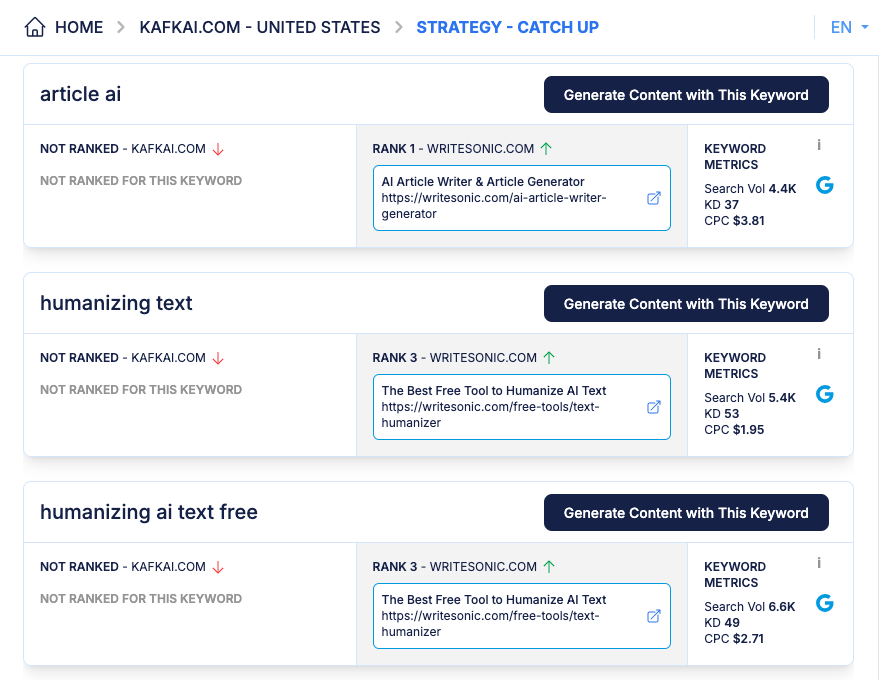 HOME > KAFKAI.COM - UNITED STATES > STRATEGY - CATCH UP EN
article ai
Generate Content with This Keyword
NOT RANKED - KAFKAI.COM
NOT RANKED FOR THIS KEYWORD
RANK 1 - WRITESONIC.COM
AI Article Writer & Article Generator
https://writesonic.com/ai-article-writer-
generator
KEYWORD
METRICS
i
Search Vol 4.4K
KD 37
CPC $3.81
G
humanizing text
Generate Content with This Keyword
NOT RANKED - KAFKAI.COM
NOT RANKED FOR THIS KEYWORD
RANK 3 - WRITESONIC.COM
The Best Free Tool to Humanize AI Text
https://writesonic.com/free-tools/text-
humanizer
KEYWORD
METRICS
i
Search Vol 5.4K
KD 53
CPC $1.95
G
humanizing ai text free
Generate Content with This Keyword
NOT RANKED - KAFKAI.COM
NOT RANKED FOR THIS KEYWORD
RANK 3 - WRITESONIC.COM
The Best Free Tool to Humanize AI Text
https://writesonic.com/free-tools/text-
humanizer
KEYWORD
METRICS
i
Search Vol 6.6K
KD 49
CPC $2.71
G